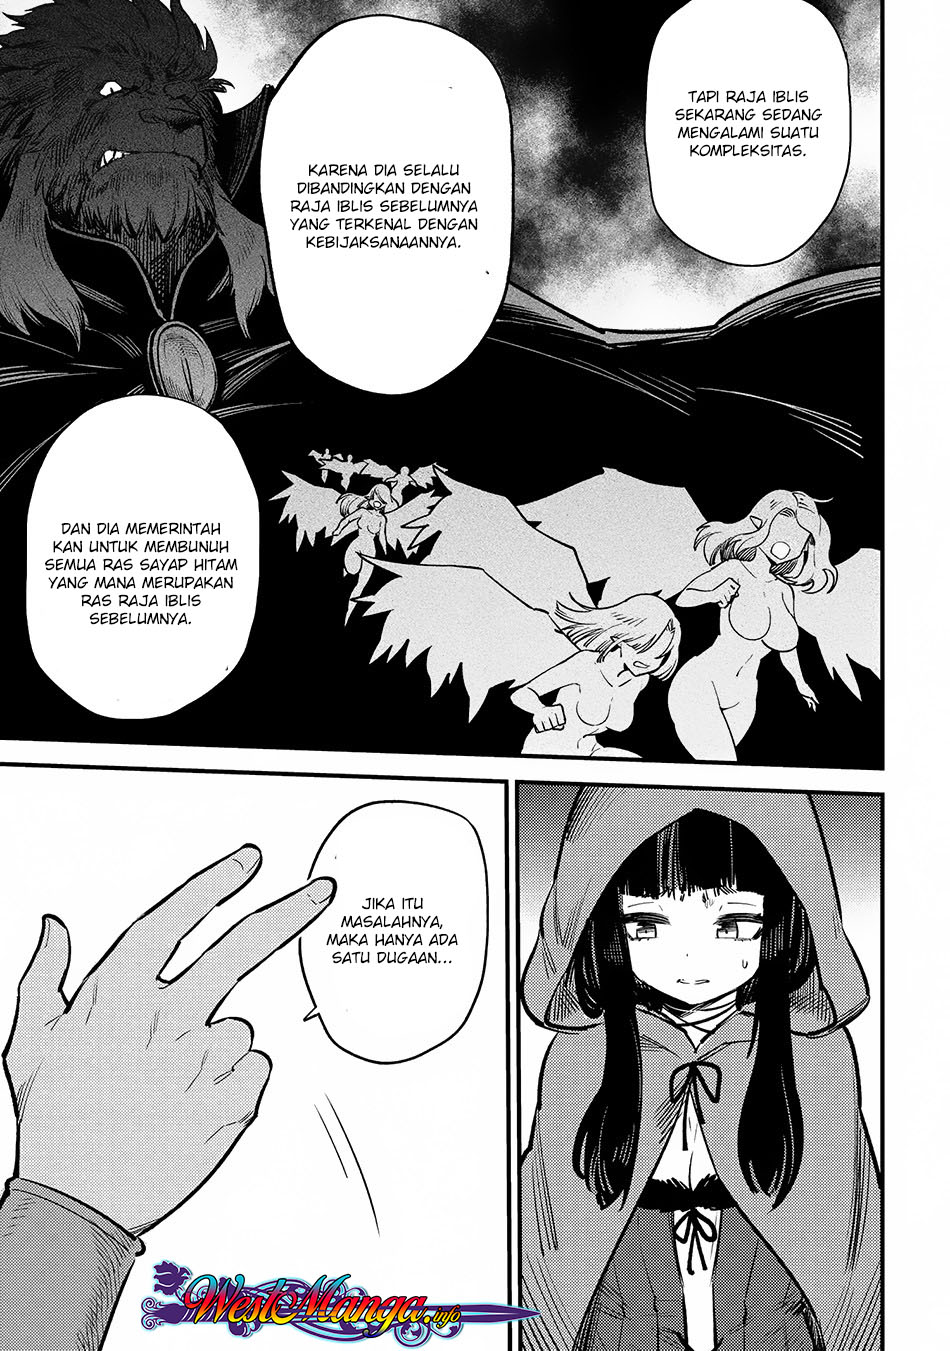 TAPI RAJA IBLIS
SEKARANG SEDANG
MENGALAMI SUATU
KOMPLEKSITAS.
KARENA DIA SELALU
DIBANDINGKAN DENGAN
RAJA IBLIS SEBELUMNYA
YANG TERKENAL DENGAN
KEBIJAKSANAANNYA.
DAN DIA MEMERINTAH
KAN UNTUK MEMBUNUH
SEMUA RAS SAYAP HITAM
YANG MANA MERUPAKAN
RAS RAJA IBLIS
SEBELUMNYA.
JIKA ITU
MASALAHNYA,
MAKA HANYA ADA
SATU DUGAAN...
WestManga.info